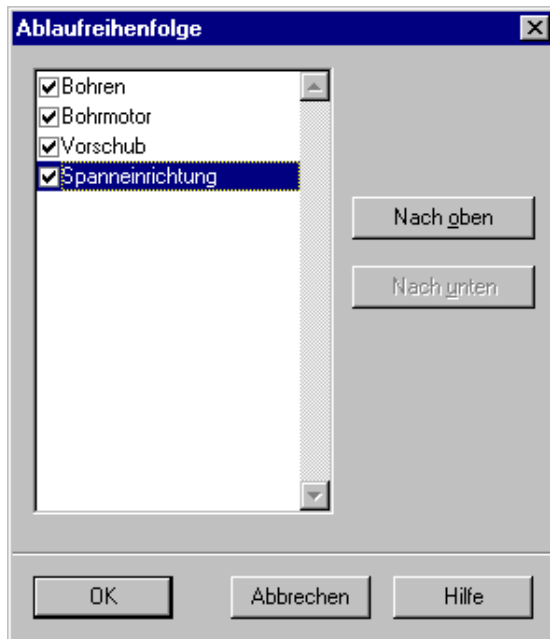 Ablaufreihenfolge
Bohren
Bohrmotor
Vorschub
Spanneinrichtung
Nach oben
Nach unten
OK Abbrechen Hilfe